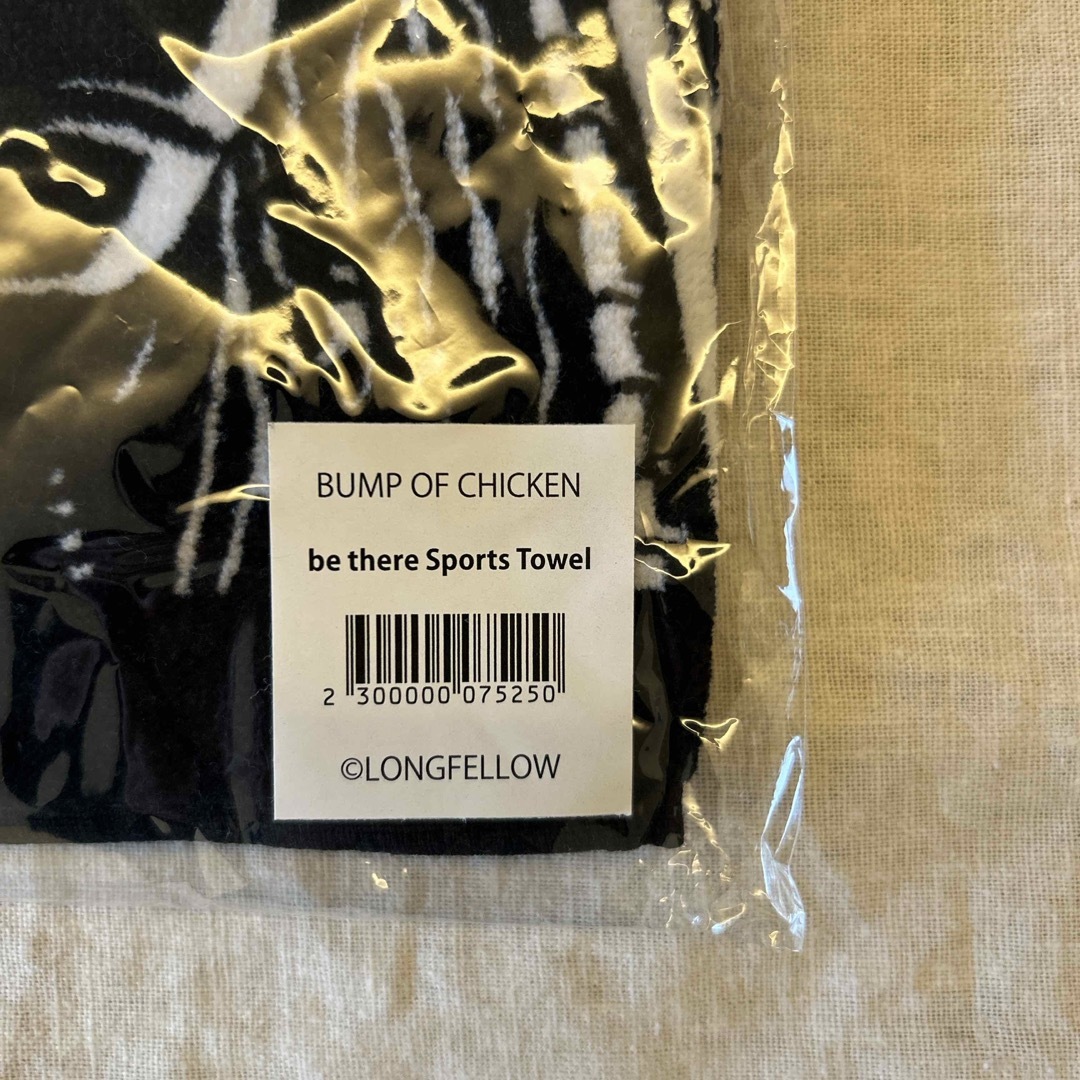 BUMP OF CHICKEN
be there Sports Towel
2 300000 075250
©LONGFELLOW